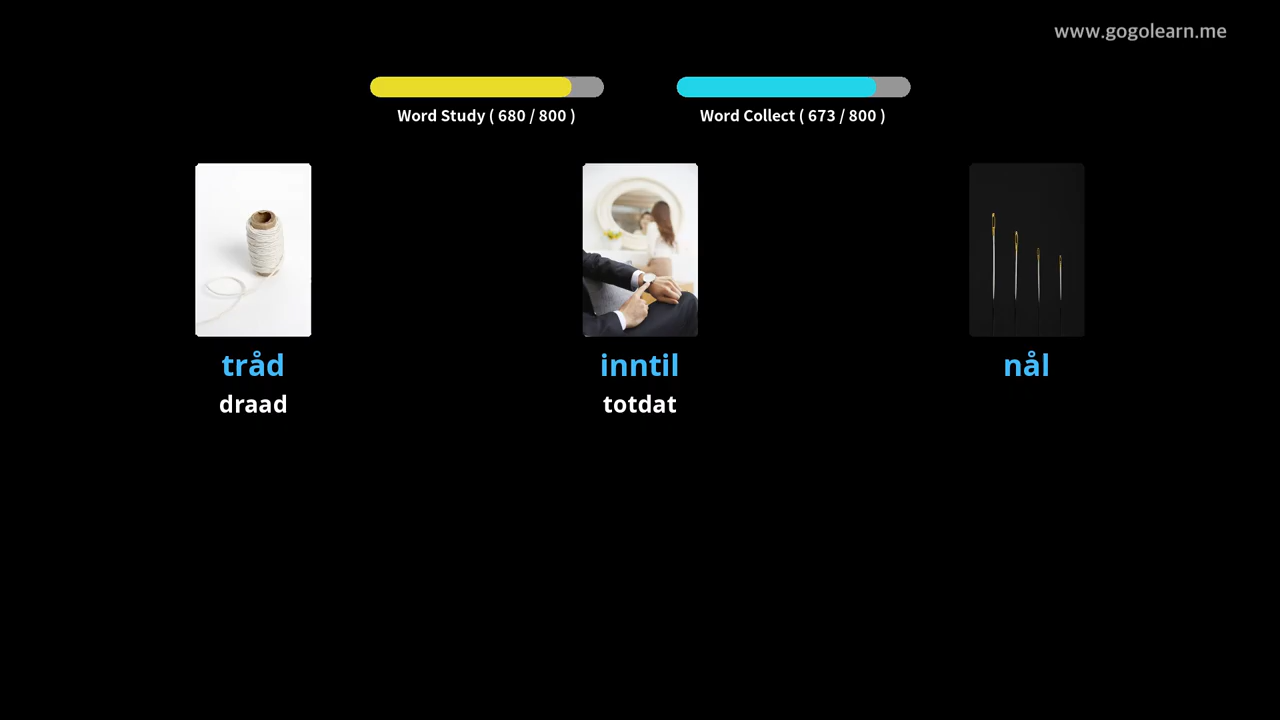 www.gogolearn.me
Word Study ( 680 / 800 )
Word Collect ( 673 / 800 )
tråd
draad
inntil
totdat
nål